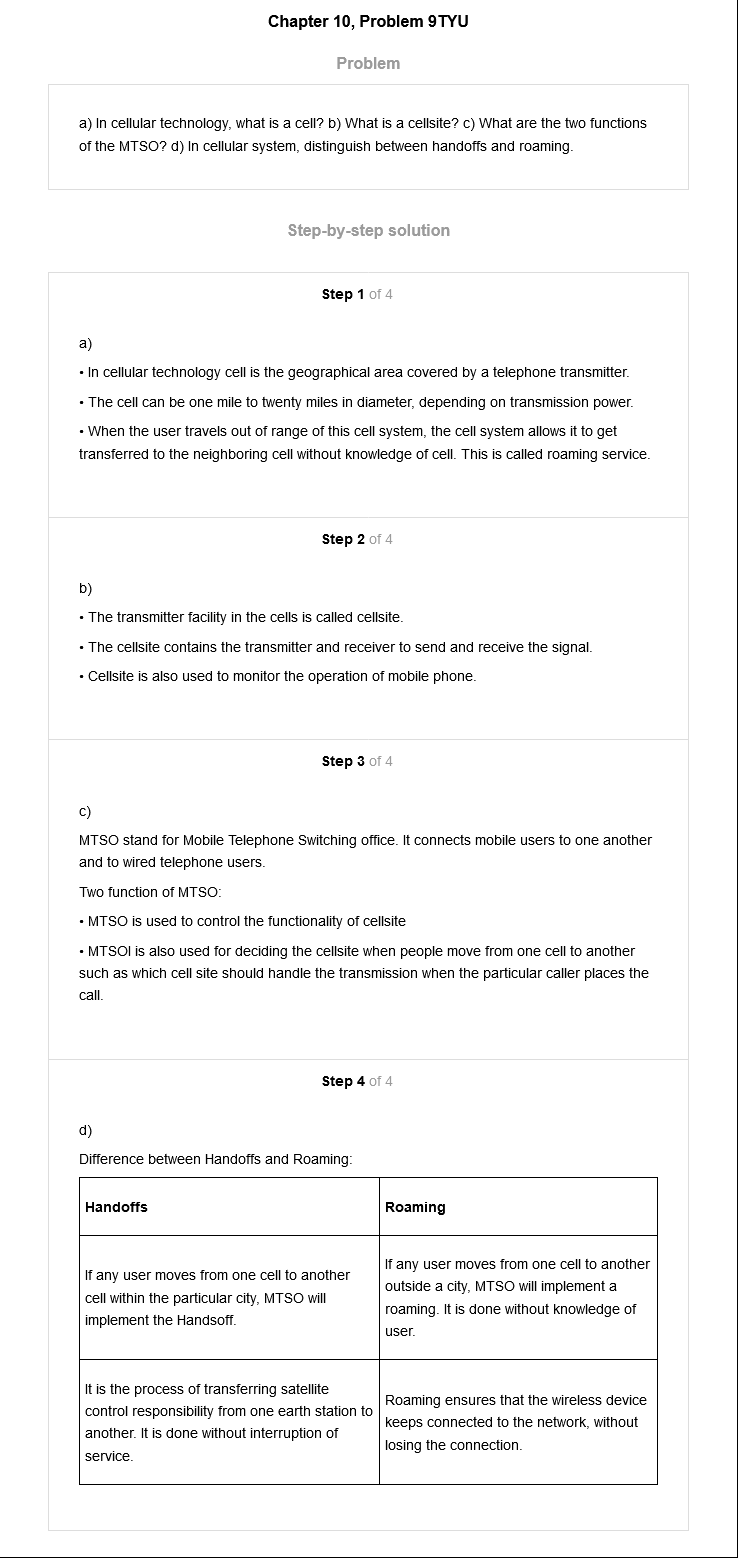 Chapter 10, Problem 9TYU
Problem
a) In cellular technology, what is a cell? b) What is a cellsite? c) What are the two functions
of the MTSO? d) In cellular system, distinguish between handoffs and roaming.
Step-by-step solution
Step 1 of 4
a)
• In cellular technology cell is the geographical area covered by a telephone transmitter.
• The cell can be one mile to twenty miles in diameter, depending on transmission power.
• When the user travels out of range of this cell system, the cell system allows it to get
transferred to the neighboring cell without knowledge of cell. This is called roaming service.
Step 2 of 4
b)
• The transmitter facility in the cells is called cellsite.
• The cellsite contains the transmitter and receiver to send and receive the signal.
• Cellsite is also used to monitor the operation of mobile phone.
Step 3 of 4
c)
MTSO stand for Mobile Telephone Switching office. It connects mobile users to one another
and to wired telephone users.
Two function of MTSO:
• MTSO is used to control the functionality of cellsite
• MTSOl is also used for deciding the cellsite when people move from one cell to another
such as which cell site should handle the transmission when the particular caller places the
call.
Step 4 of 4
d)
Difference between Handoffs and Roaming:
Handoffs
Roaming
If any user moves from one cell to another
cell within the particular city, MTSO will
implement the Handsoff.
If any user moves from one cell to another
outside a city, MTSO will implement a
roaming. It is done without knowledge of
user.
It is the process of transferring satellite
control responsibility from one earth station to
another. It is done without interruption of
service.
Roaming ensures that the wireless device
keeps connected to the network, without
losing the connection.